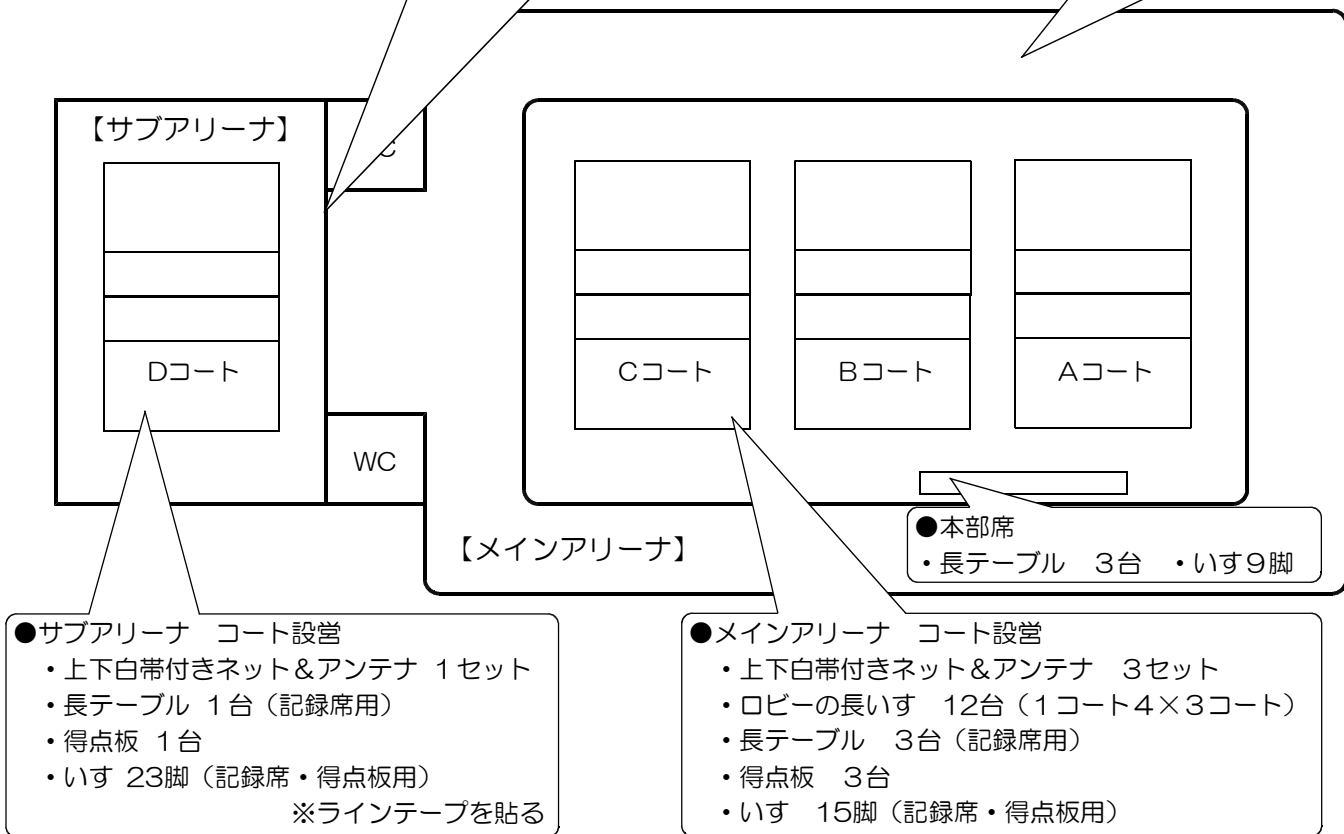 【サブアリーナ】
Dコート
Cコート
Bコート
Aコート
WC
【メインアリーナ】
●本部席
・長テーブル　3台　・いす9脚
●サブアリーナ　コート設営
・上下白帯付きネット＆アンテナ 1セット
・長テーブル 1台（記録席用）
・得点板 1台
・いす 23脚（記録席・得点板用）
※ラインテープを貼る
●メインアリーナ　コート設営
・上下白帯付きネット＆アンテナ　3セット
・ロビーの長いす　12台（1コート4×3コート）
・長テーブル　3台（記録席用）
・得点板　3台
・いす　15脚（記録席・得点板用）